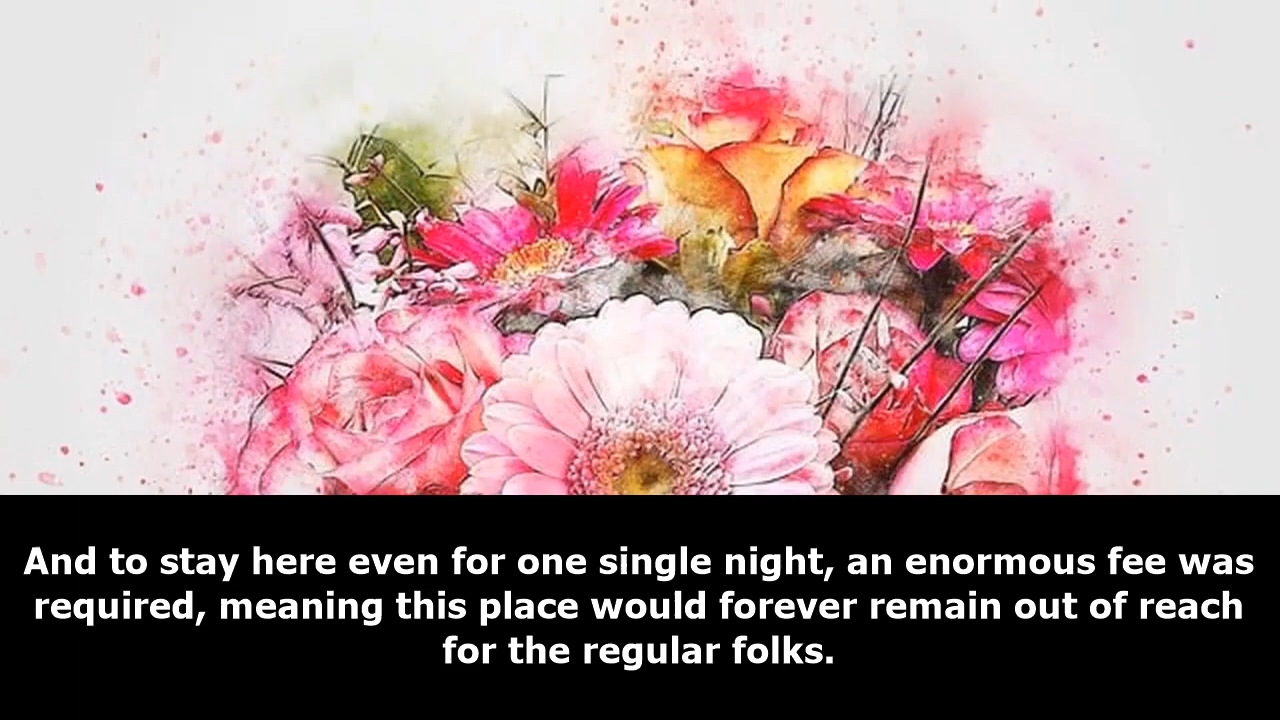 And to stay here even for one single night, an enormous fee was
required, meaning this place would forever remain out of reach
for the regular folks.